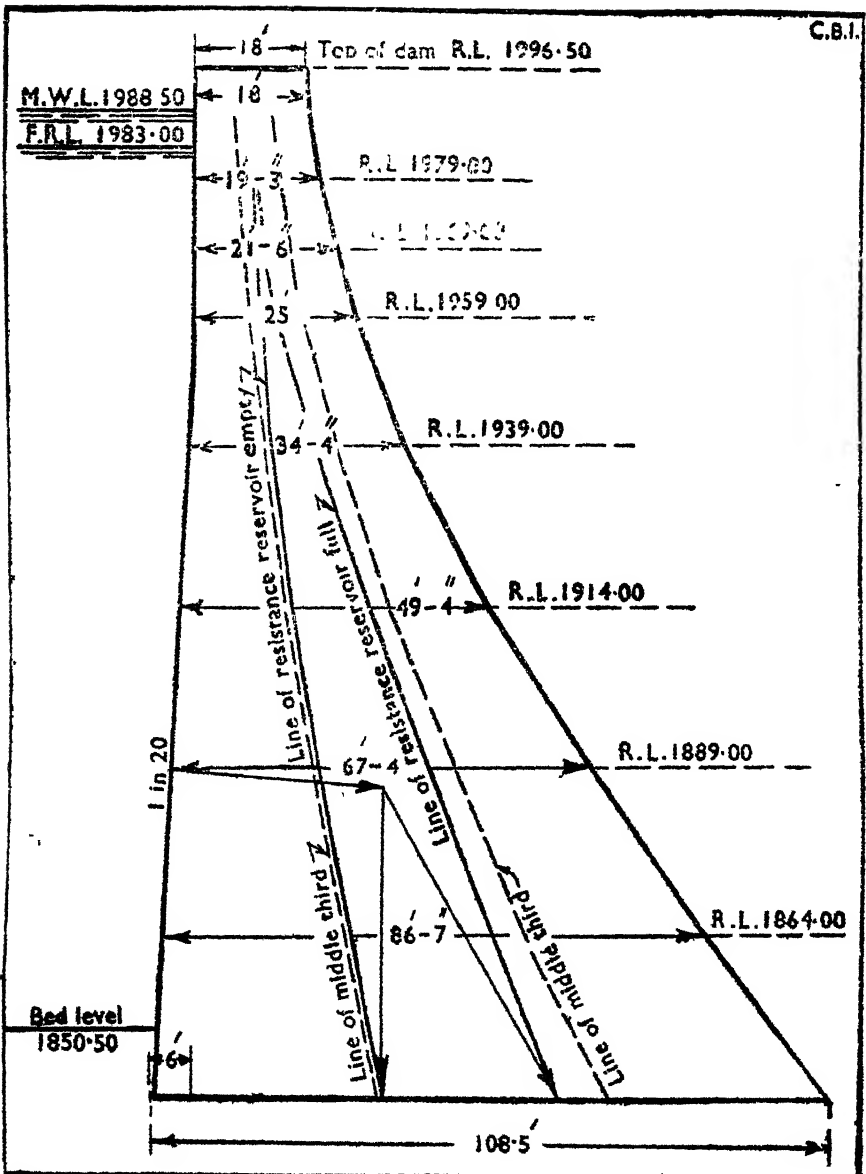 C.B.I.
18′ Top of dam R.L. 1996·50
M.W.L. 1988 50
18′
F.R.L. 1983·00
19′-3″ R.L 1979·00
21′-6″
25′ R.L.1959 00
34′-4″ R.L.1939·00
Line of resistance reservoir empty
Line of resistance reservoir full
49′-4″ R.L.1914·00
1 in 20
67′-4″ R.L.1889·00
Line of middle third
Line of middle third
86′-7″ R.L.1864·00
Bed level
1850·50
6′
108·5′